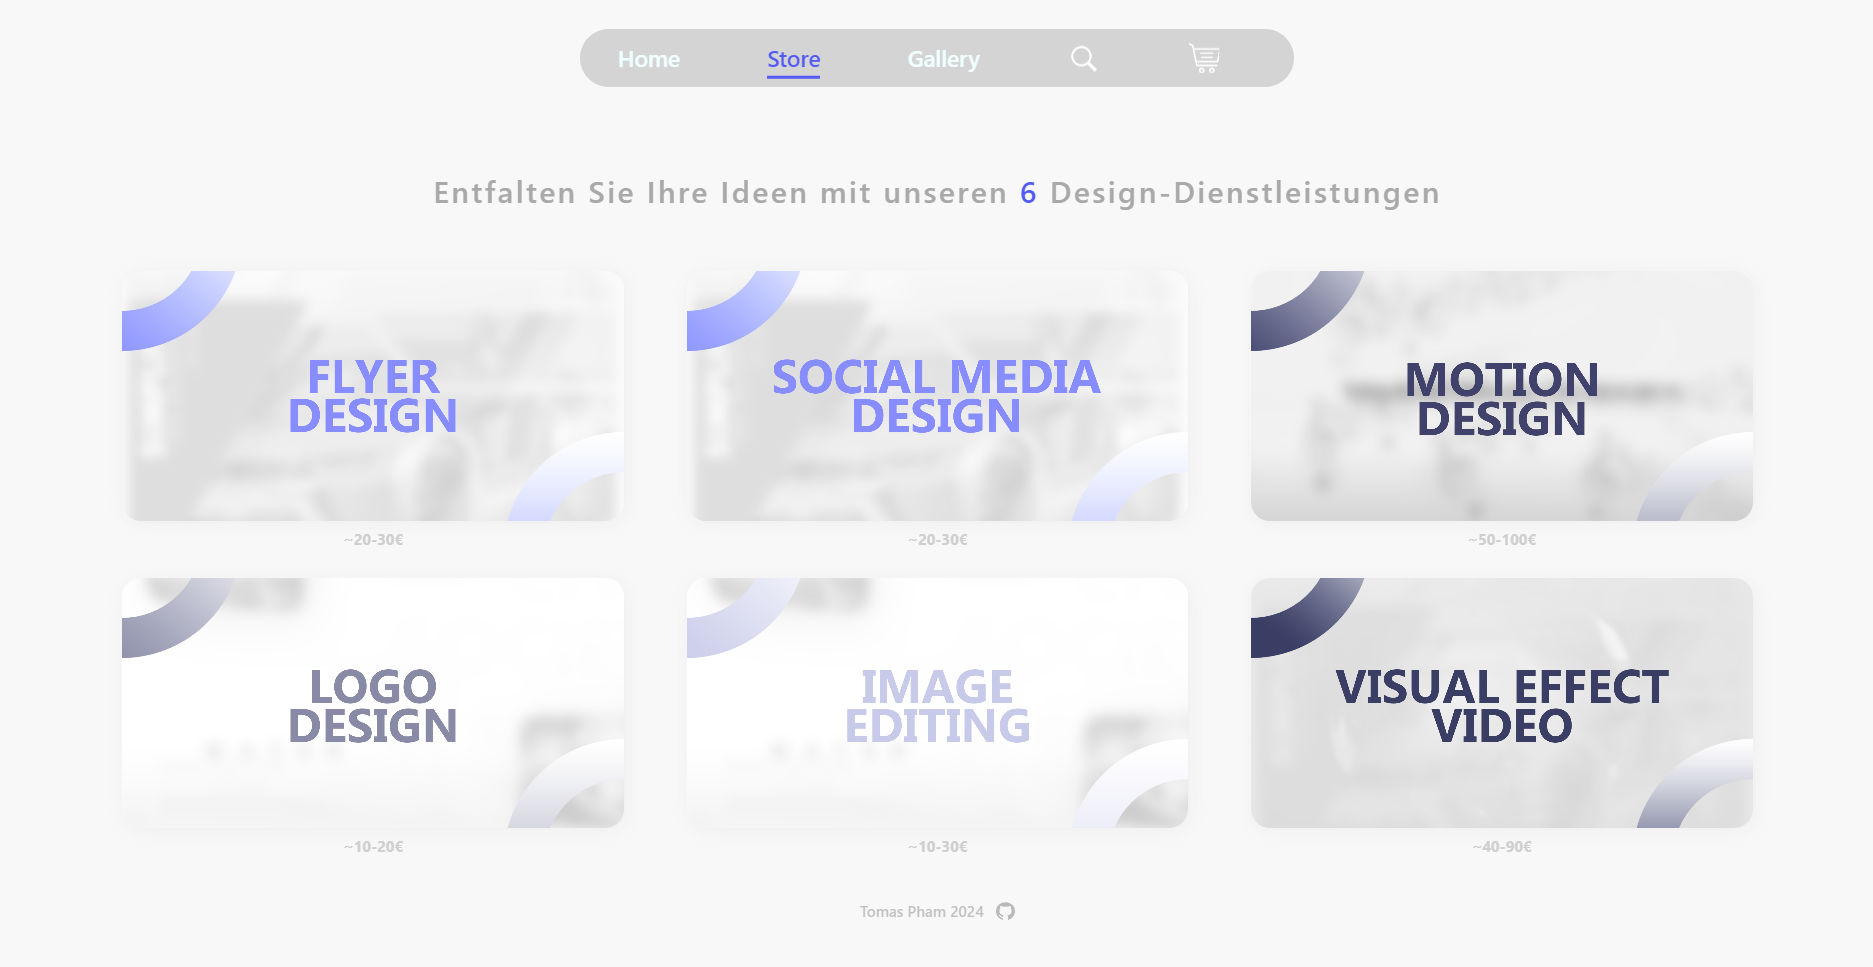 Home Store Gallery
Entfalten Sie Ihre Ideen mit unseren 6 Design-Dienstleistungen
FLYER
DESIGN
~20-30€
SOCIAL MEDIA
DESIGN
~20-30€
MOTION
DESIGN
~50-100€
LOGO
DESIGN
~10-20€
IMAGE
EDITING
~10-30€
VISUAL EFFECT
VIDEO
~40-90€
Tomas Pham 2024